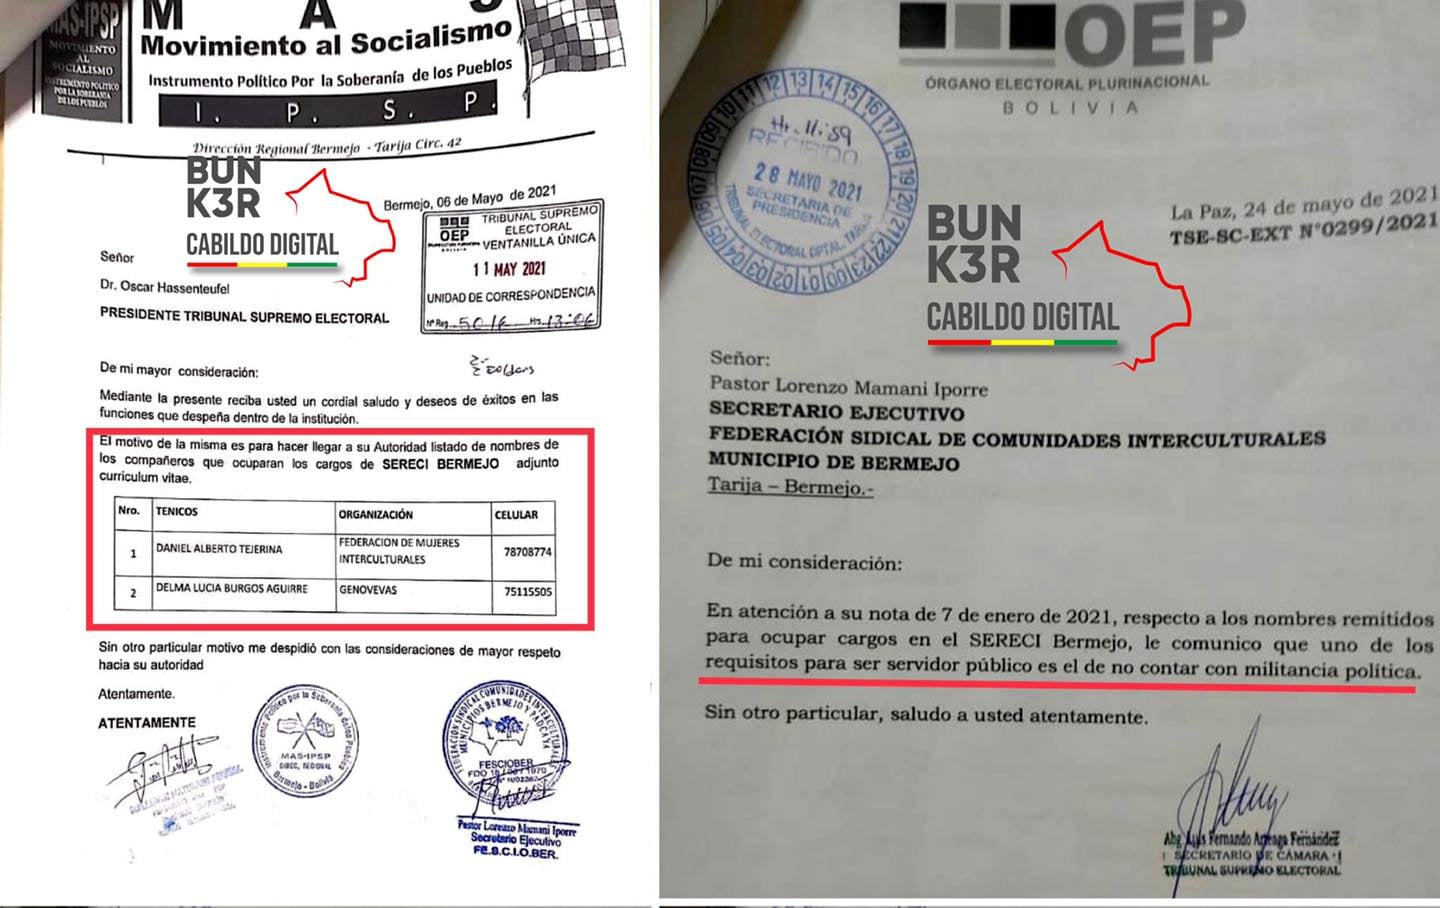 M A S
MAS-IPSP
MOVIMIENTO
AL
SOCIALISMO
INSTRUMENTO POLITICO
POR LA SOBERANIA
DE LOS PUEBLOS
Movimiento al Socialismo
Instrumento Político Por la Soberanía de los Pueblos
I. P. S. P.
Dirección Regional Bermejo - Tarija Circ. 42
BUN
K3R
CABILDO DIGITAL
Bermejo, 06 de Mayo de 2021
OEP
TRIBUNAL SUPREMO
ELECTORAL
VENTANILLA ÚNICA
11 MAY 2021
UNIDAD DE CORRESPONDENCIA
Nº Reg. Hrs. 13:06
Señor
Dr. Oscar Hassenteufel
PRESIDENTE TRIBUNAL SUPREMO ELECTORAL
De mi mayor consideración:
Mediante la presente reciba usted un cordial saludo y deseos de éxitos en las
funciones que despeña dentro de la institución.
El motivo de la misma es para hacer llegar a su Autoridad listado de nombres de
los compañeros que ocuparan los cargos de SERECI BERMEJO adjunto
curriculum vitae.
Nro. TENICOS ORGANIZACIÓN CELULAR
1 DANIEL ALBERTO TEJERINA FEDERACION DE MUJERES INTERCULTURALES 78708774
2 DELMA LUCIA BURGOS AGUIRRE GENOVEVAS 75115505
Sin otro particular motivo me despidió con las consideraciones de mayor respeto
hacia su autoridad
Atentamente.
ATENTAMENTE
Instrumento Político por la Soberanía de los Pueblos
MAS-IPSP
DIREC. REGIONAL
Bermejo - Bolivia
FEDERACIÓN SINDICAL COMUNIDADES INTERCULTURALES
MUNICIPIOS BERMEJO Y PADCAYA
FESCIOBER
Pastor Lorenzo Mamani Iporre
Secretario Ejecutivo
FE.S.C.I.O.BER.
OEP
ÓRGANO ELECTORAL PLURINACIONAL
BOLIVIA
Hr. 11:59
RECIBIDO
28 MAYO 2021
SECRETARIA DE
PRESIDENCIA
TRIBUNAL ELECTORAL DPTAL. TARIJA
BUN
K3R
CABILDO DIGITAL
La Paz, 24 de mayo de 2021
TSE-SC-EXT N°0299/2021
Señor:
Pastor Lorenzo Mamani Iporre
SECRETARIO EJECUTIVO
FEDERACIÓN SIDICAL DE COMUNIDADES INTERCULTURALES
MUNICIPIO DE BERMEJO
Tarija – Bermejo.-
De mi consideración:
En atención a su nota de 7 de enero de 2021, respecto a los nombres remitidos
para ocupar cargos en el SERECI Bermejo, le comunico que uno de los
requisitos para ser servidor público es el de no contar con militancia política.
Sin otro particular, saludo a usted atentamente.
Abg. Luis Fernando Arteaga Fernández
SECRETARIO DE CÁMARA
TRIBUNAL SUPREMO ELECTORAL